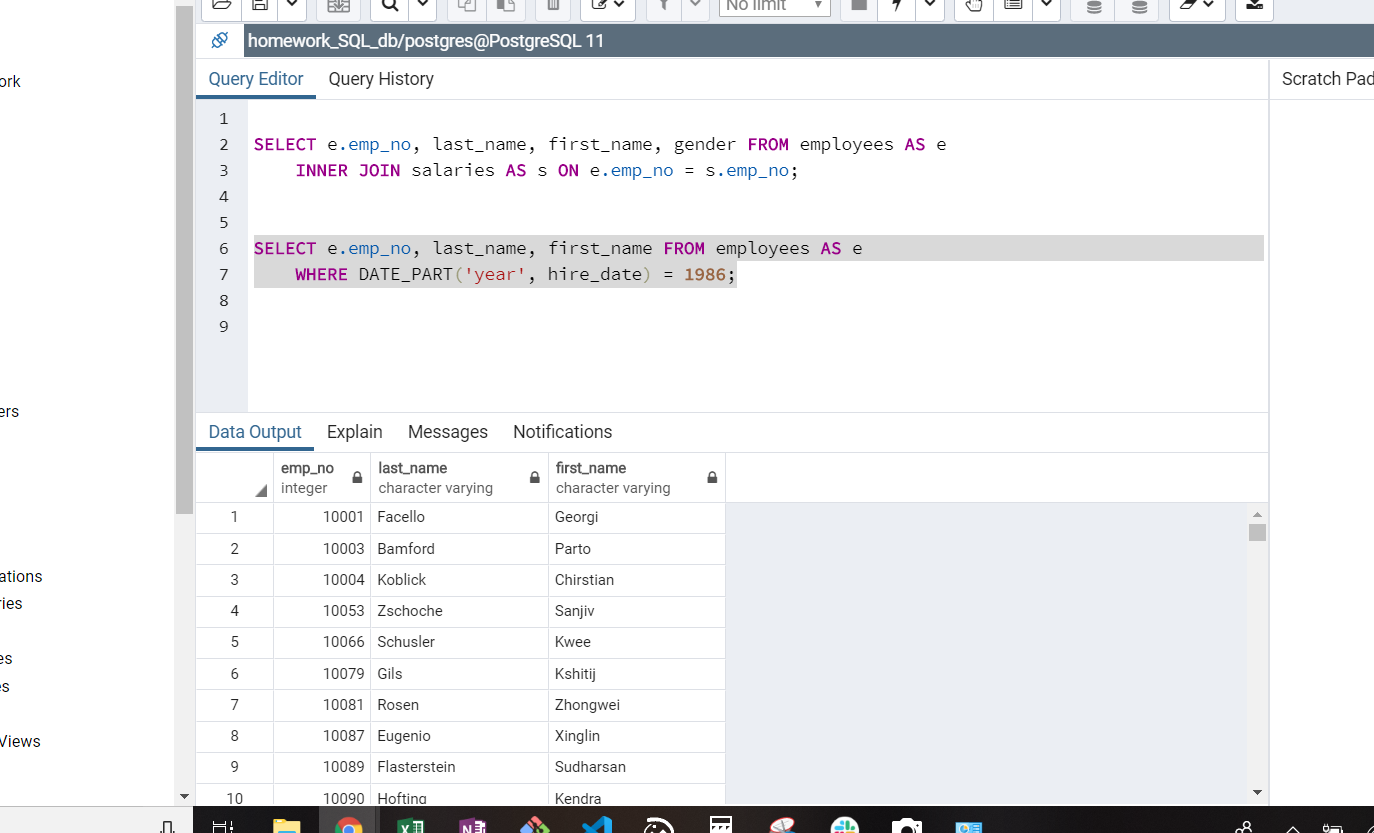 No limit
homework_SQL_db/postgres@PostgreSQL 11
ork
Query Editor Query History
Scratch Pad
1
2 SELECT e.emp_no, last_name, first_name, gender FROM employees AS e
3 INNER JOIN salaries AS s ON e.emp_no = s.emp_no;
4
5
6 SELECT e.emp_no, last_name, first_name FROM employees AS e
7 WHERE DATE_PART('year', hire_date) = 1986;
8
9
ers
Data Output Explain Messages Notifications
emp_no last_name first_name
integer character varying character varying
1 10001 Facello Georgi
2 10003 Bamford Parto
3 10004 Koblick Chirstian
ations
ries
4 10053 Zschoche Sanjiv
5 10066 Schusler Kwee
es
s
6 10079 Gils Kshitij
7 10081 Rosen Zhongwei
8 10087 Eugenio Xinglin
Views
9 10089 Flasterstein Sudharsan
10 10090 Hofting Kendra